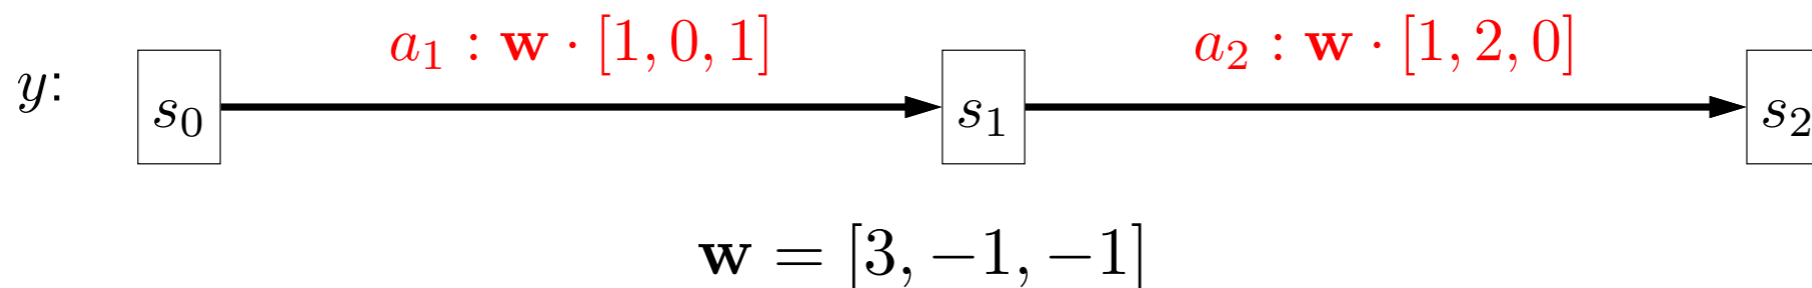 a₁ : w · [1, 0, 1] a₂ : w · [1, 2, 0]
y: s₀ s₁ s₂
w = [3, −1, −1]